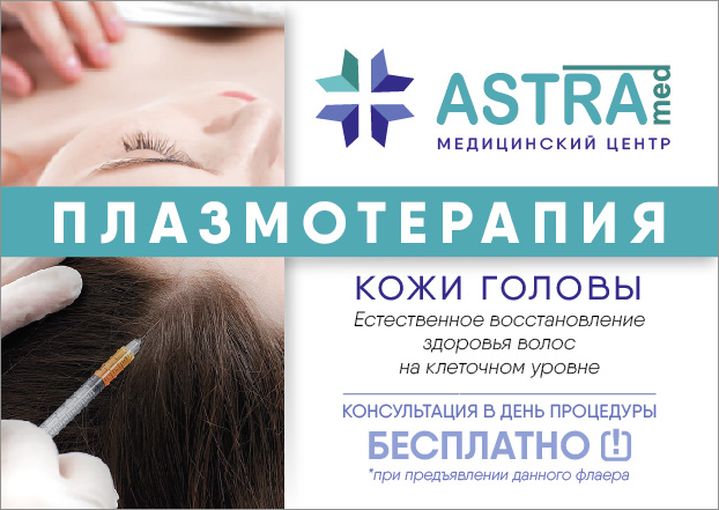 ASTRA med
МЕДИЦИНСКИЙ ЦЕНТР
ПЛАЗМОТЕРАПИЯ
КОЖИ ГОЛОВЫ
Естественное восстановление
здоровья волос
на клеточном уровне
КОНСУЛЬТАЦИЯ В ДЕНЬ ПРОЦЕДУРЫ
БЕСПЛАТНО (!)
*при предъявлении данного флаера